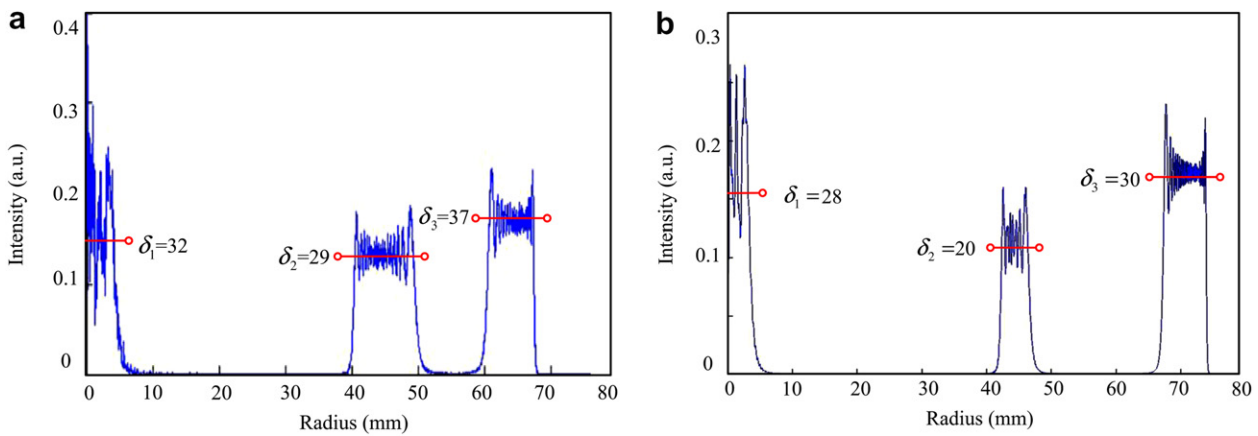 a
0.4
0.3
0.2
0.1
0
Intensity (a.u.)
δ1=32
δ2=29
δ3=37
0 10 20 30 40 50 60 70 80
Radius (mm)
b
0.3
0.2
0.1
0
Intensity (a.u.)
δ1=28
δ2=20
δ3=30
0 10 20 30 40 50 60 70 80
Radius (mm)